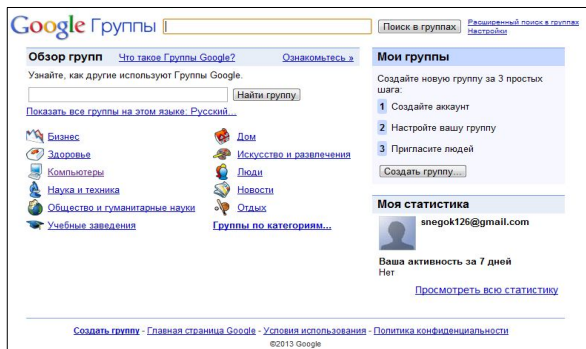 Google Группы Поиск в группах Расширенный поиск в группах
Настройки
Обзор групп Что такое Группы Google? Ознакомьтесь »
Узнайте, как другие используют Группы Google.
Найти группу
Показать все группы на этом языке: Русский...
Бизнес Дом
Здоровье Искусство и развлечения
Компьютеры Люди
Наука и техника Новости
Общество и гуманитарные науки Отдых
Учебные заведения Группы по категориям...
Мои группы
Создайте новую группу за 3 простых
шага:
1 Создайте аккаунт
2 Настройте вашу группу
3 Пригласите людей
Создать группу...
Моя статистика
snegok126@gmail.com
Ваша активность за 7 дней
Нет
Просмотреть всю статистику
Создать группу - Главная страница Google - Условия использования - Политика конфиденциальности
©2013 Google